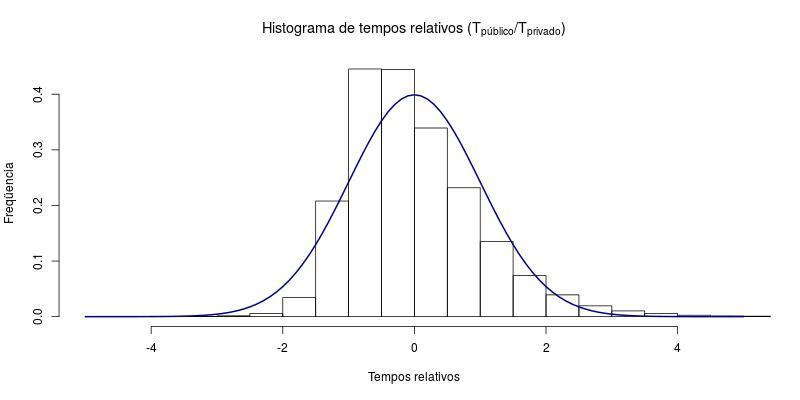 Histograma de tempos relativos (Tpúblico/Tprivado)
Freqüencia
0.0 0.1 0.2 0.3 0.4
-4 -2 0 2 4
Tempos relativos